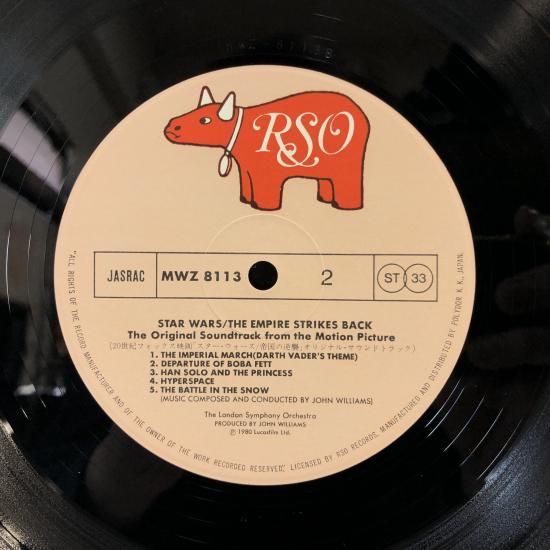 MWZ-8113B
RSO
JASRAC
MWZ 8113
2
ST 33
STAR WARS/THE EMPIRE STRIKES BACK
The Original Soundtrack from the Motion Picture
(20世紀フォックス映画 スター・ウォーズ/帝国の逆襲:オリジナル・サウンドトラック)
1. THE IMPERIAL MARCH(DARTH VADER'S THEME)
2. DEPARTURE OF BOBA FETT
3. HAN SOLO AND THE PRINCESS
4. HYPERSPACE
5. THE BATTLE IN THE SNOW
(MUSIC COMPOSED AND CONDUCTED BY JOHN WILLIAMS)
The London Symphony Orchestra
PRODUCED BY JOHN WILLIAMS
℗ 1980 Lucasfilm Ltd.
"ALL RIGHTS OF THE MANUFACTURER AND OF THE OWNER OF THE WORK RECORDED RESERVED", LICENSED BY RSO RECORDS, MANUFACTURED AND DISTRIBUTED BY POLYDOR K.K., JAPAN.